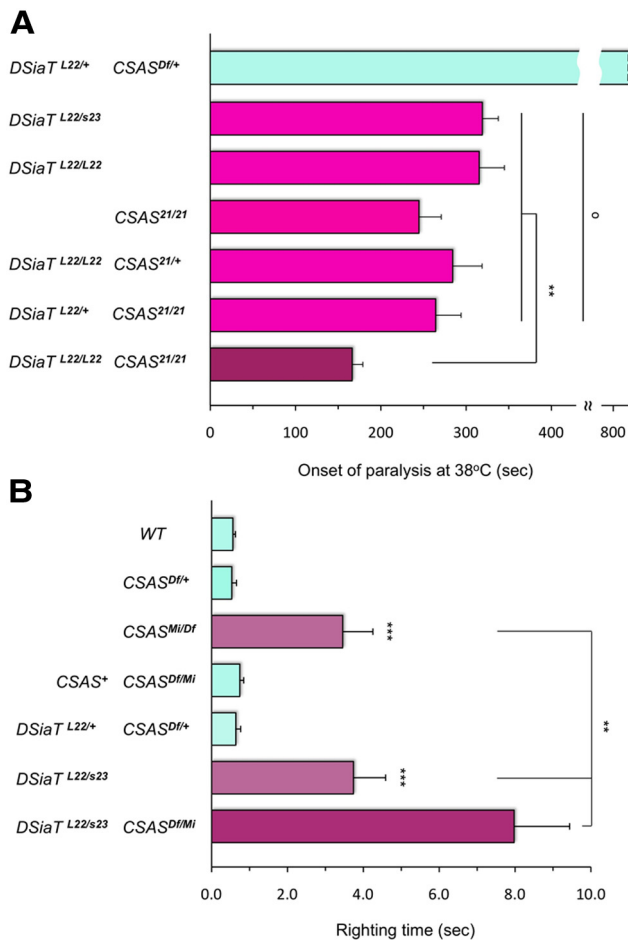 A
DSiaT L22/+ CSAS Df/+
DSiaT L22/s23
DSiaT L22/L22
CSAS 21/21
DSiaT L22/L22 CSAS 21/+
DSiaT L22/+ CSAS 21/21
DSiaT L22/L22 CSAS 21/21
o
**
0 100 200 300 400 ≈ 800
Onset of paralysis at 38°C (sec)
B
WT
CSAS Df/+
CSAS Mi/Df
***
CSAS + CSAS Df/Mi
DSiaT L22/+ CSAS Df/+
**
DSiaT L22/s23
***
DSiaT L22/s23 CSAS Df/Mi
0.0 2.0 4.0 6.0 8.0 10.0
Righting time (sec)